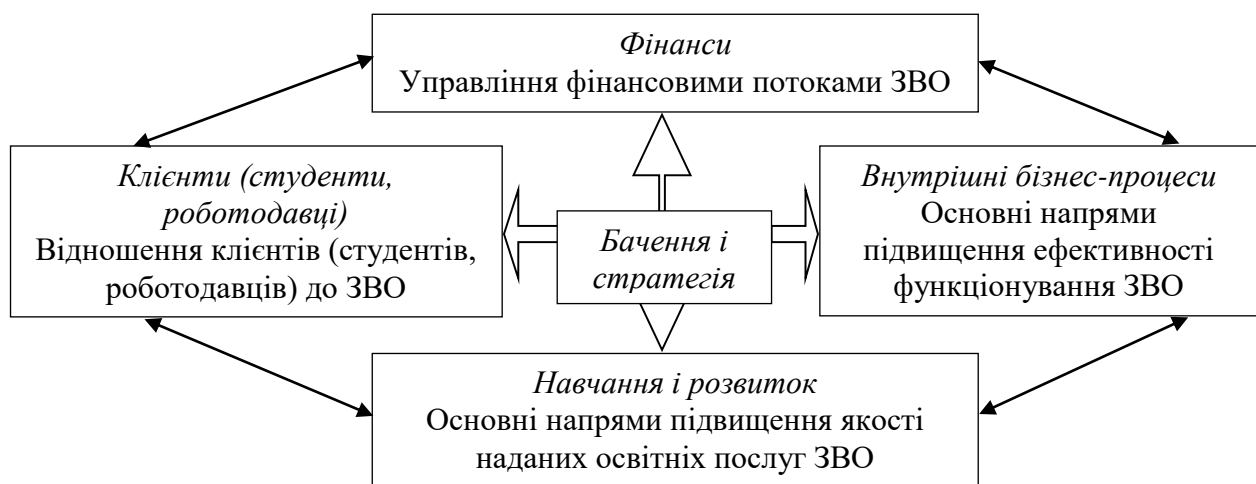 Фінанси
Управління фінансовими потоками ЗВО
Клієнти (студенти,
роботодавці)
Відношення клієнтів (студентів,
роботодавців) до ЗВО
Бачення і
стратегія
Внутрішні бізнес-процеси
Основні напрями
підвищення ефективності
функціонування ЗВО
Навчання і розвиток
Основні напрями підвищення якості
наданих освітніх послуг ЗВО